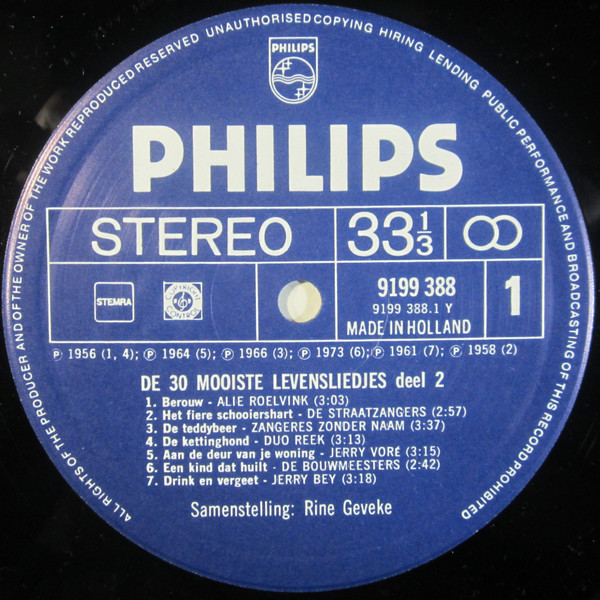 ALL RIGHTS OF THE PRODUCER AND OF THE OWNER OF THE WORK REPRODUCED RESERVED UNAUTHORISED COPYING HIRING LENDING PUBLIC PERFORMANCE AND BROADCASTING OF THIS RECORD PROHIBITED
PHILIPS
PHILIPS
STEREO
33 1/3
STEMRA
COPYRIGHT CONTROL
9199 388
9199 388.1 Y
MADE IN HOLLAND
1
℗ 1956 (1, 4); ℗ 1964 (5); ℗ 1966 (3); ℗ 1973 (6); ℗ 1961 (7); ℗ 1958 (2)
DE 30 MOOISTE LEVENSLIEDJES deel 2
1. Berouw - ALIE ROELVINK (3:03)
2. Het fiere schooiershart - DE STRAATZANGERS (2:57)
3. De teddybeer - ZANGERES ZONDER NAAM (3:37)
4. De kettinghond - DUO REEK (3:13)
5. Aan de deur van je woning - JERRY VORÉ (3:15)
6. Een kind dat huilt - DE BOUWMEESTERS (2:42)
7. Drink en vergeet - JERRY BEY (3:18)
Samenstelling: Rine Geveke